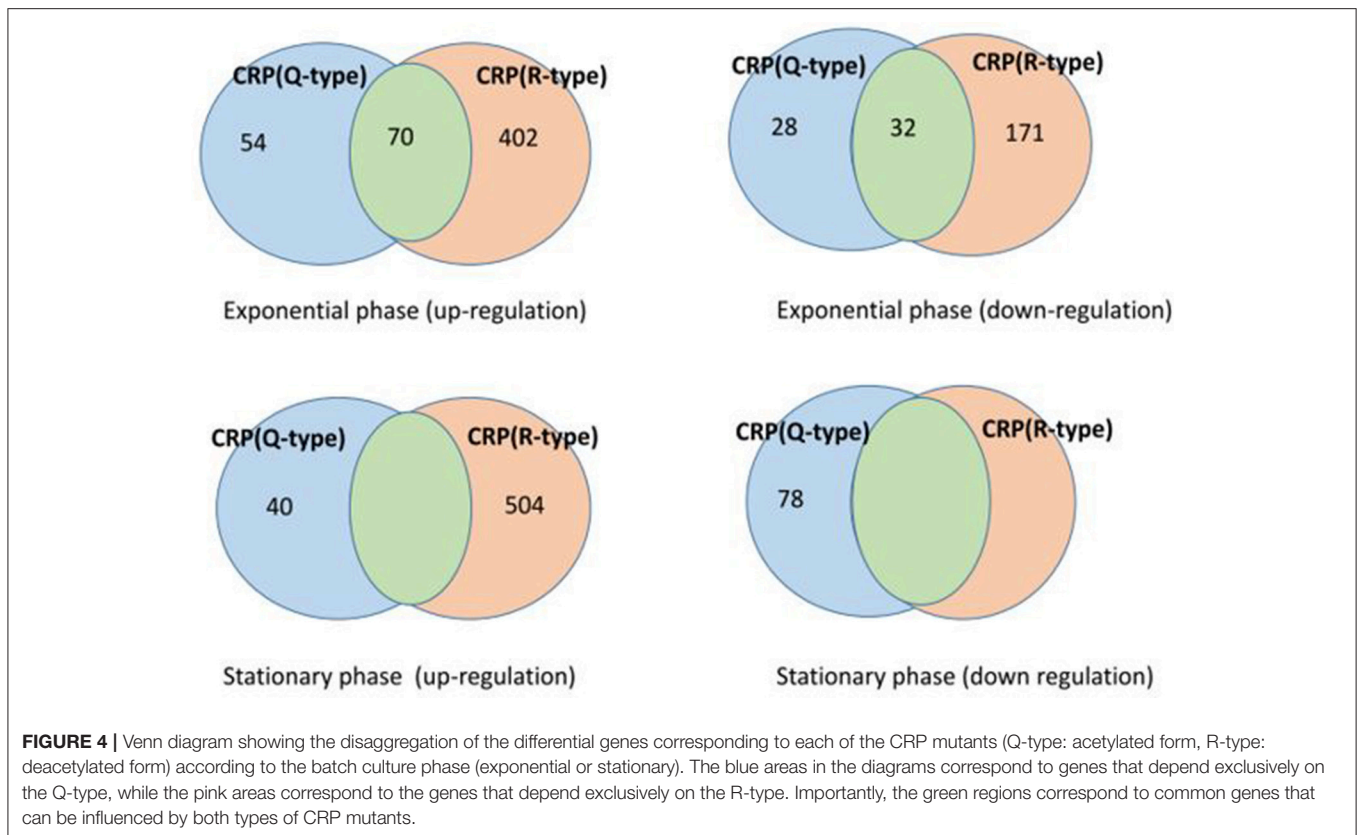 CRP(Q-type)
CRP(R-type)
54
70
402
Exponential phase (up-regulation)
CRP(Q-type)
CRP(R-type)
28
32
171
Exponential phase (down-regulation)
CRP(Q-type)
CRP(R-type)
40
504
Stationary phase (up-regulation)
CRP(Q-type)
CRP(R-type)
78
Stationary phase (down regulation)
FIGURE 4 | Venn diagram showing the disaggregation of the differential genes corresponding to each of the CRP mutants (Q-type: acetylated form, R-type:
deacetylated form) according to the batch culture phase (exponential or stationary). The blue areas in the diagrams correspond to genes that depend exclusively on
the Q-type, while the pink areas correspond to the genes that depend exclusively on the R-type. Importantly, the green regions correspond to common genes that
can be influenced by both types of CRP mutants.